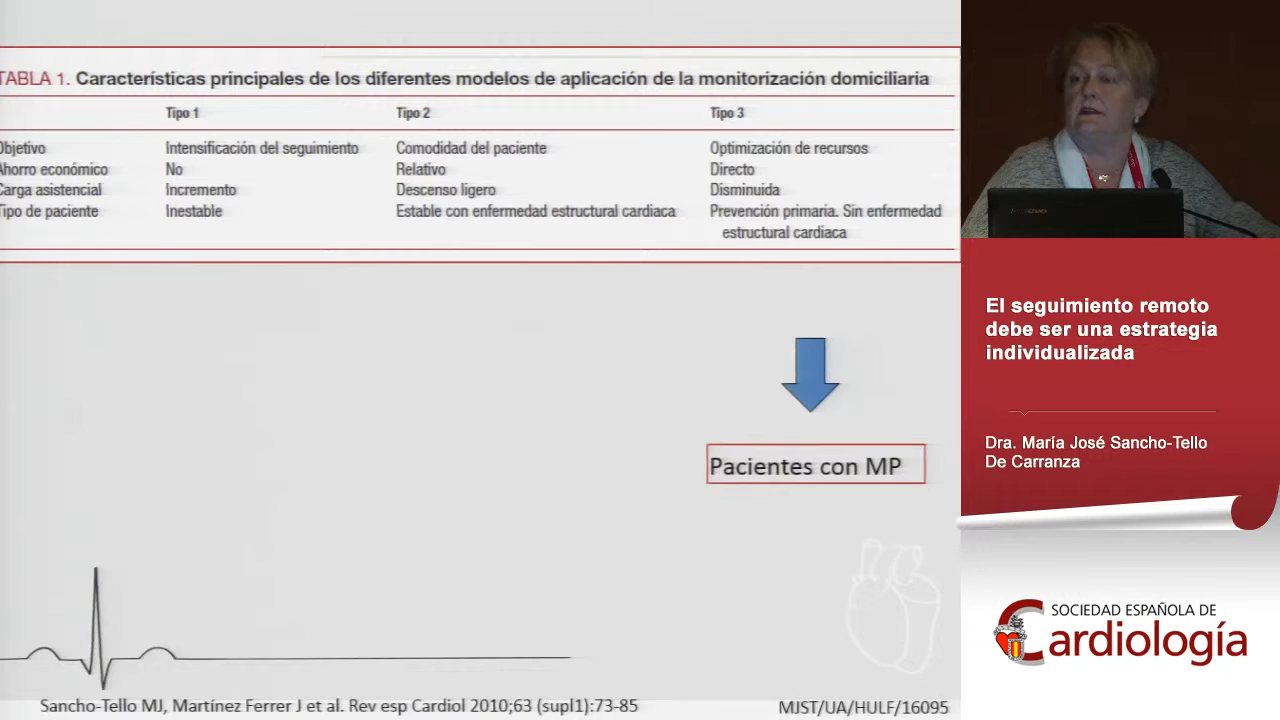 TABLA 1. Características principales de los diferentes modelos de aplicación de la monitorización domiciliaria
Tipo 1 Tipo 2 Tipo 3
Objetivo Intensificación del seguimiento Comodidad del paciente Optimización de recursos
Ahorro económico No Relativo Directo
Carga asistencial Incremento Descenso ligero Disminuida
Tipo de paciente Inestable Estable con enfermedad estructural cardiaca Prevención primaria. Sin enfermedad
estructural cardiaca
Pacientes con MP
Sancho-Tello MJ, Martínez Ferrer J et al. Rev esp Cardiol 2010;63 (supl1):73-85
MJST/UA/HULF/16095
El seguimiento remoto
debe ser una estrategia
individualizada
Dra. María José Sancho-Tello
De Carranza
SOCIEDAD ESPAÑOLA DE
Cardiología